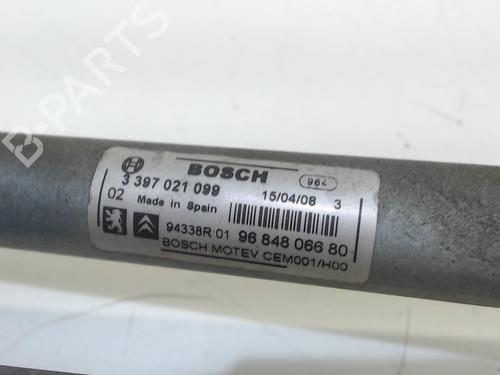 BOSCH 964
3 397 021 099
02 Made in Spain 15/04/08 3
94338R 01 96 848 066 80
BOSCH MOTEV CEM001/H00